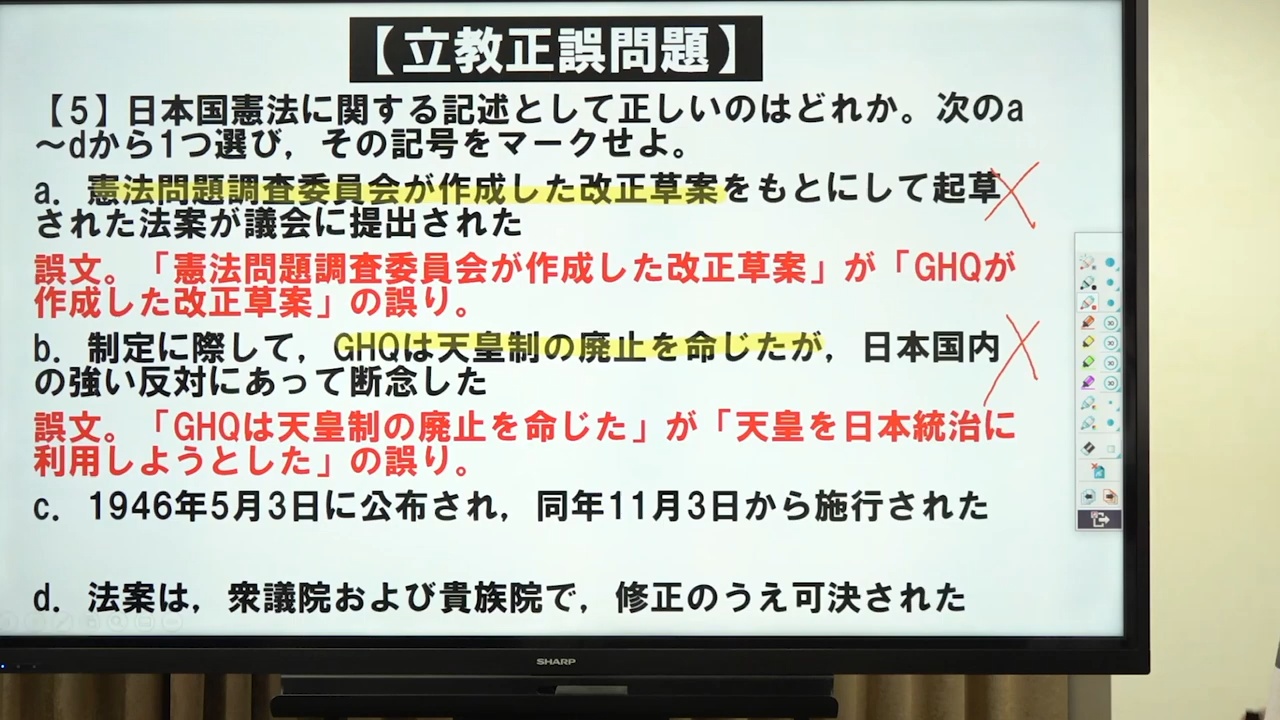 【立教正誤問題】
【5】日本国憲法に関する記述として正しいのはどれか。次のa
～dから1つ選び，その記号をマークせよ。
a．憲法問題調査委員会が作成した改正草案をもとにして起草
された法案が議会に提出された
誤文。「憲法問題調査委員会が作成した改正草案」が「GHQが
作成した改正草案」の誤り。
b．制定に際して，GHQは天皇制の廃止を命じたが，日本国内
の強い反対にあって断念した
誤文。「GHQは天皇制の廃止を命じた」が「天皇を日本統治に
利用しようとした」の誤り。
c．1946年5月3日に公布され，同年11月3日から施行された
d．法案は，衆議院および貴族院で，修正のうえ可決された
SHARP